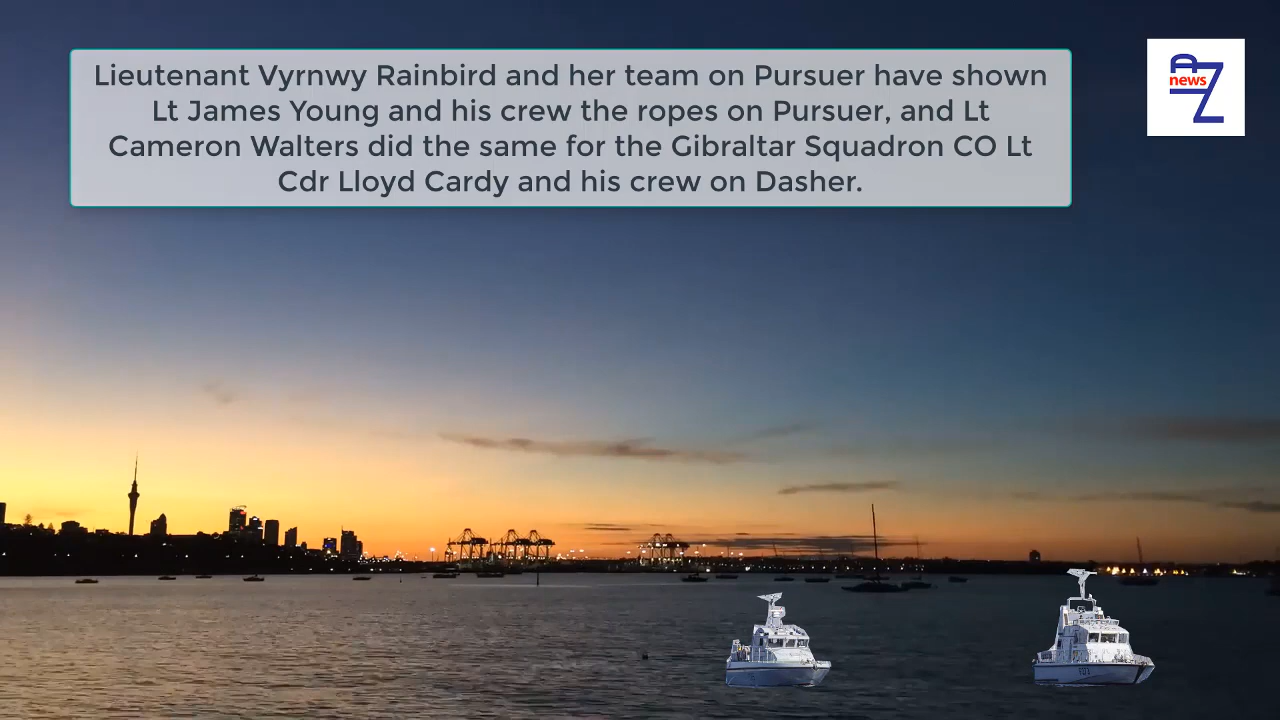 Lieutenant Vyrnwy Rainbird and her team on Pursuer have shown
Lt James Young and his crew the ropes on Pursuer, and Lt
Cameron Walters did the same for the Gibraltar Squadron CO Lt
Cdr Lloyd Cardy and his crew on Dasher.
A
news
Z